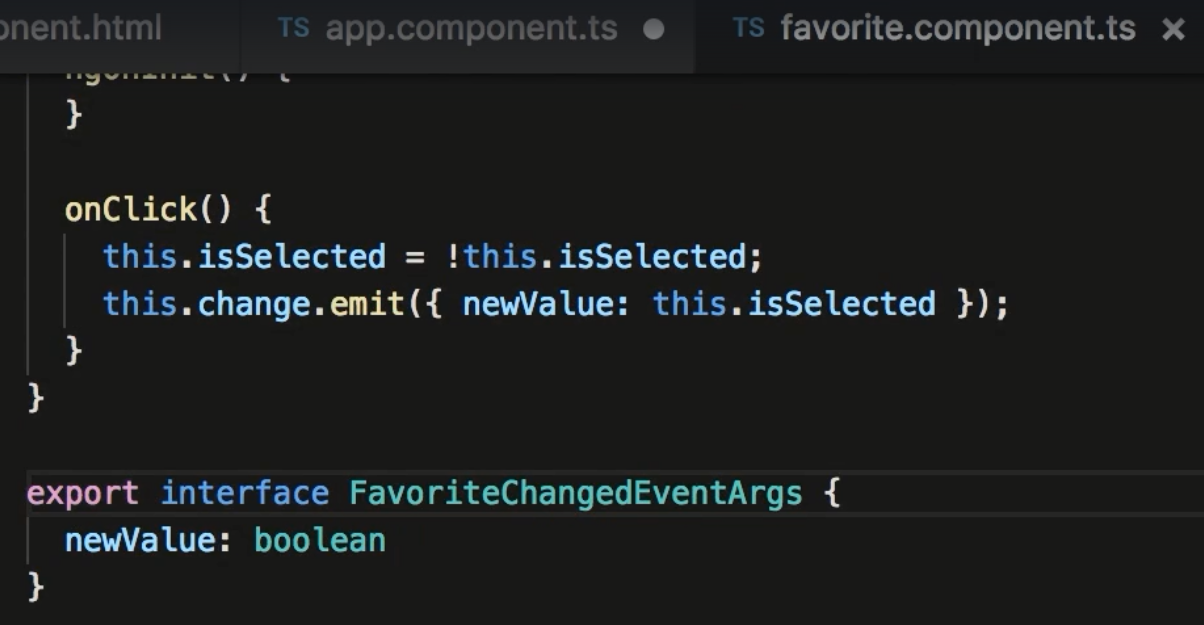 onent.html TS app.component.ts TS favorite.component.ts
ngOnInit() {
}
onClick() {
this.isSelected = !this.isSelected;
this.change.emit({ newValue: this.isSelected });
}
}
export interface FavoriteChangedEventArgs {
newValue: boolean
}